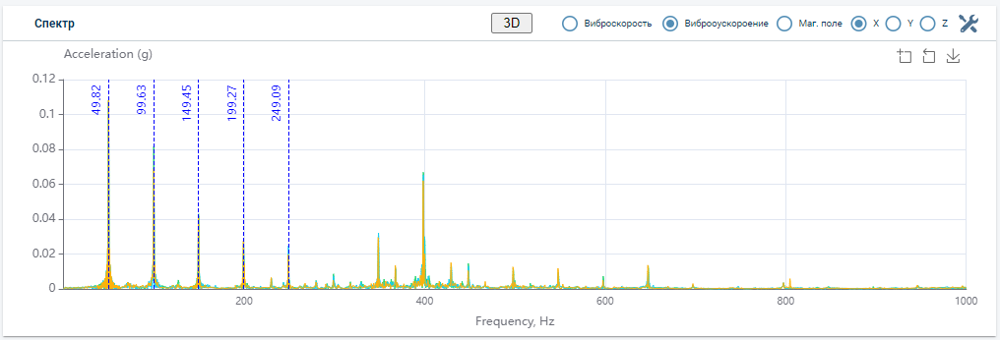 Спектр
3D
Виброскорость
Виброускороение
Маг. поле
X
Y
Z
Acceleration (g)
0.12
0.1
0.08
0.06
0.04
0.02
0
49.82
99.63
149.45
199.27
249.09
200
400
600
800
1000
Frequency, Hz